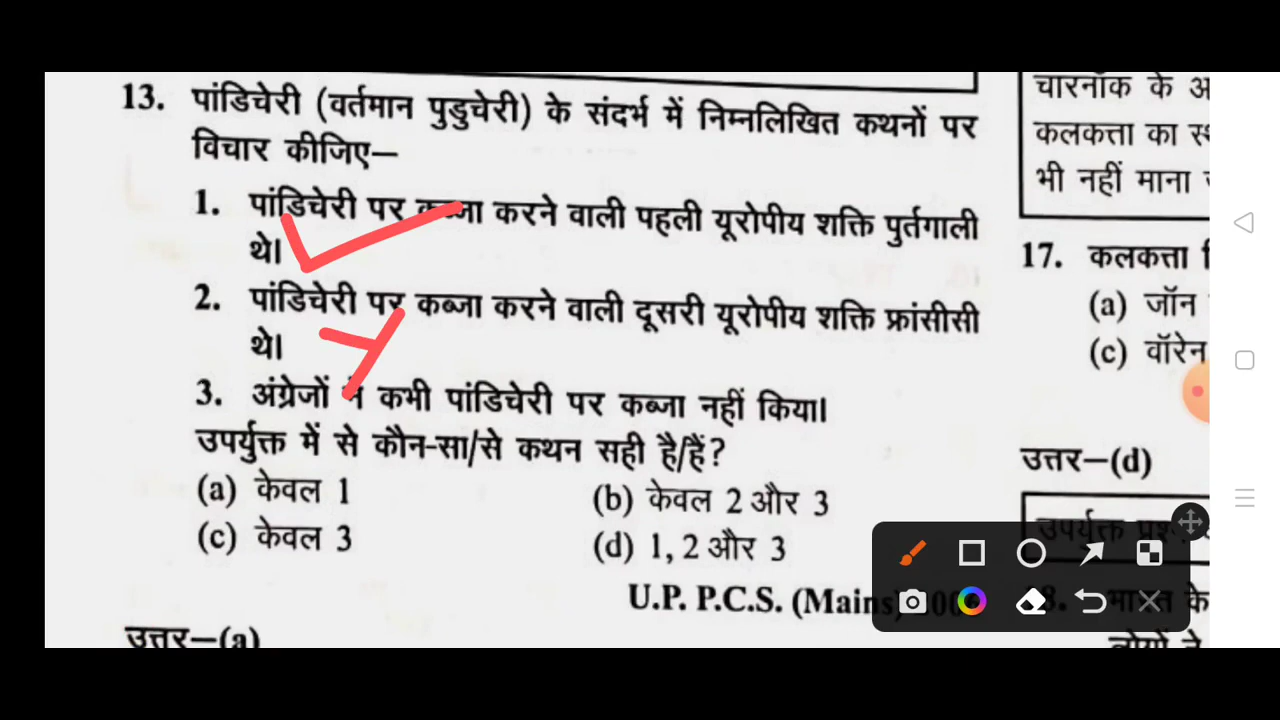 13. पांडिचेरी (वर्तमान पुडुचेरी) के संदर्भ में निम्नलिखित कथनों पर
विचार कीजिए—
1. पांडिचेरी पर कब्जा करने वाली पहली यूरोपीय शक्ति पुर्तगाली
थे।
2. पांडिचेरी पर कब्जा करने वाली दूसरी यूरोपीय शक्ति फ्रांसीसी
थे।
3. अंग्रेजों ने कभी पांडिचेरी पर कब्जा नहीं किया।
उपर्युक्त में से कौन-सा/से कथन सही है/हैं?
(a) केवल 1
(b) केवल 2 और 3
(c) केवल 3
(d) 1, 2 और 3
U.P. P.C.S. (Mains)
उत्तर—(a)
चारनॉक के
कलकत्ता का
भी नहीं माना
17. कलकत्ता
(a) जॉन
(c) वॉरेन
उत्तर—(d)
उपर्युक्त
के
लोगों ने